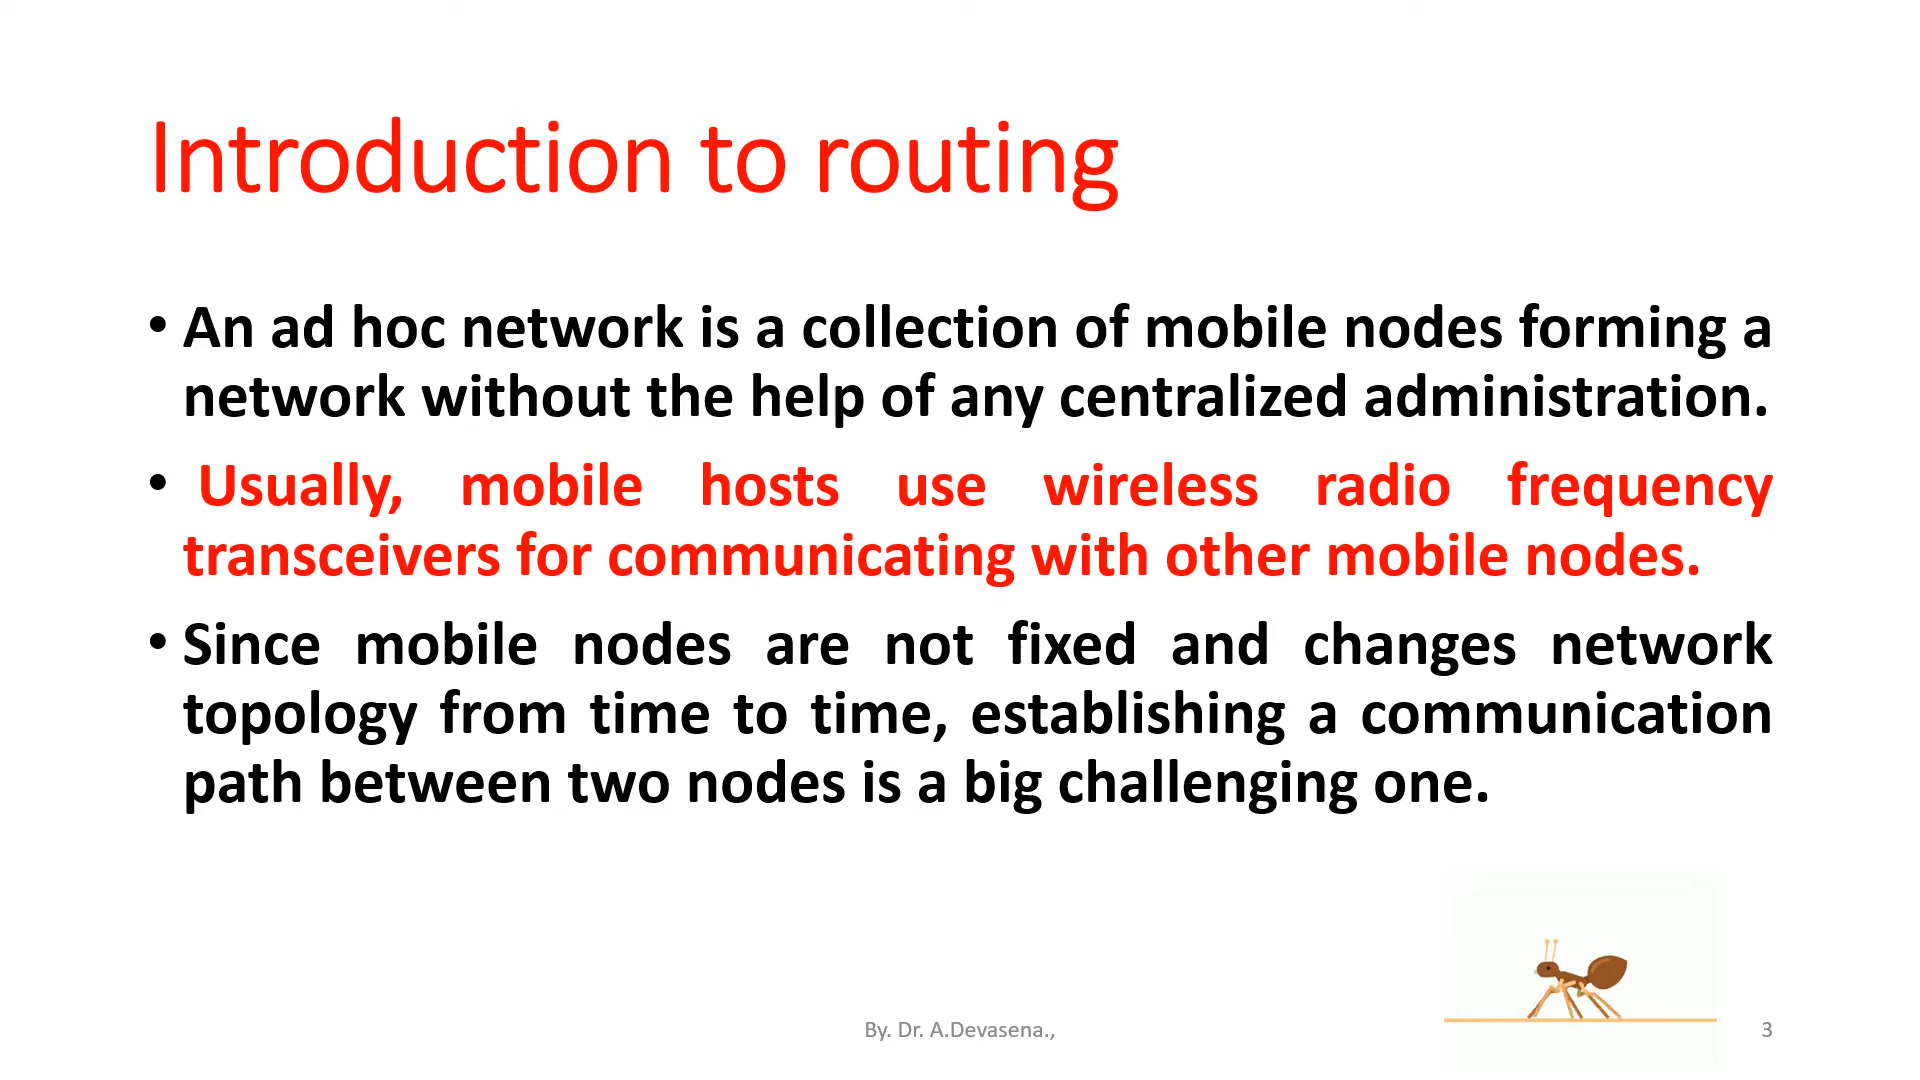 Introduction to routing
• An ad hoc network is a collection of mobile nodes forming a
network without the help of any centralized administration.
• Usually, mobile hosts use wireless radio frequency
transceivers for communicating with other mobile nodes.
• Since mobile nodes are not fixed and changes network
topology from time to time, establishing a communication
path between two nodes is a big challenging one.
By. Dr. A.Devasena.,
3